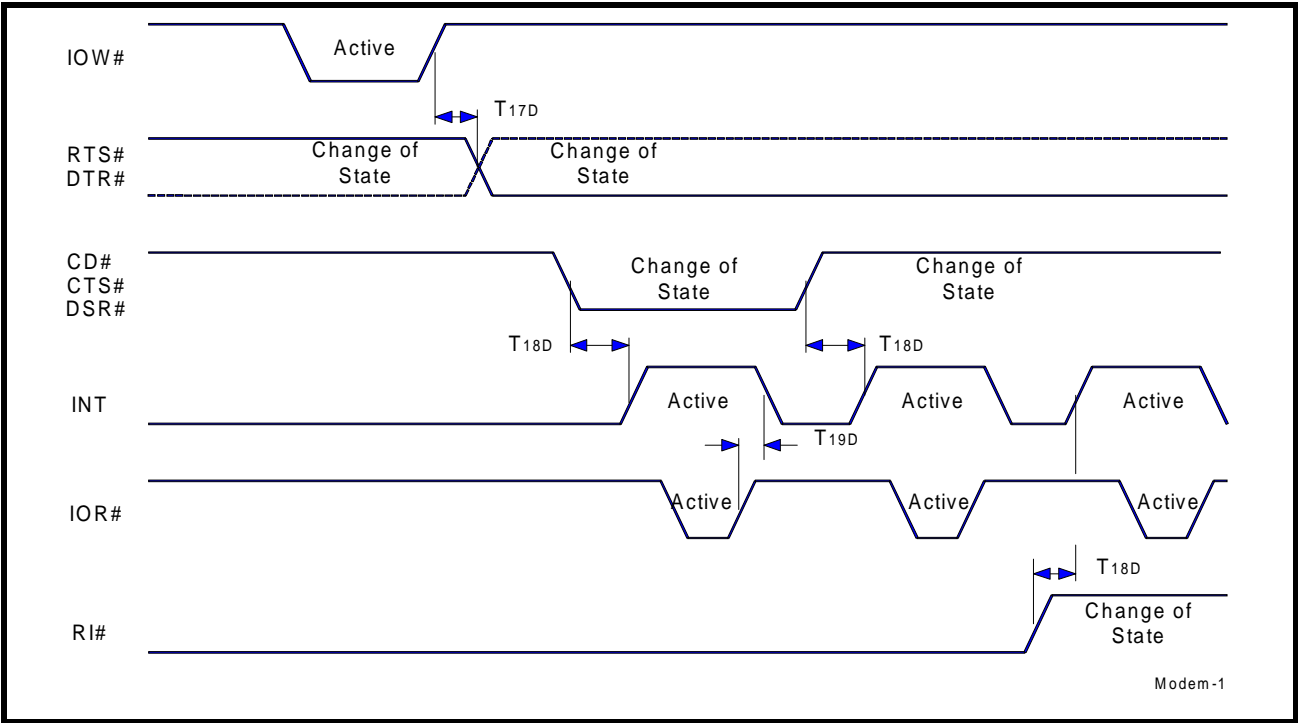 IOW#
Active
T17D
RTS#
DTR#
Change of
State
Change of
State
CD#
CTS#
DSR#
Change of
State
Change of
State
T18D
T18D
INT
Active
Active
Active
T19D
IOR#
Active
Active
Active
T18D
RI#
Change of
State
Modem-1